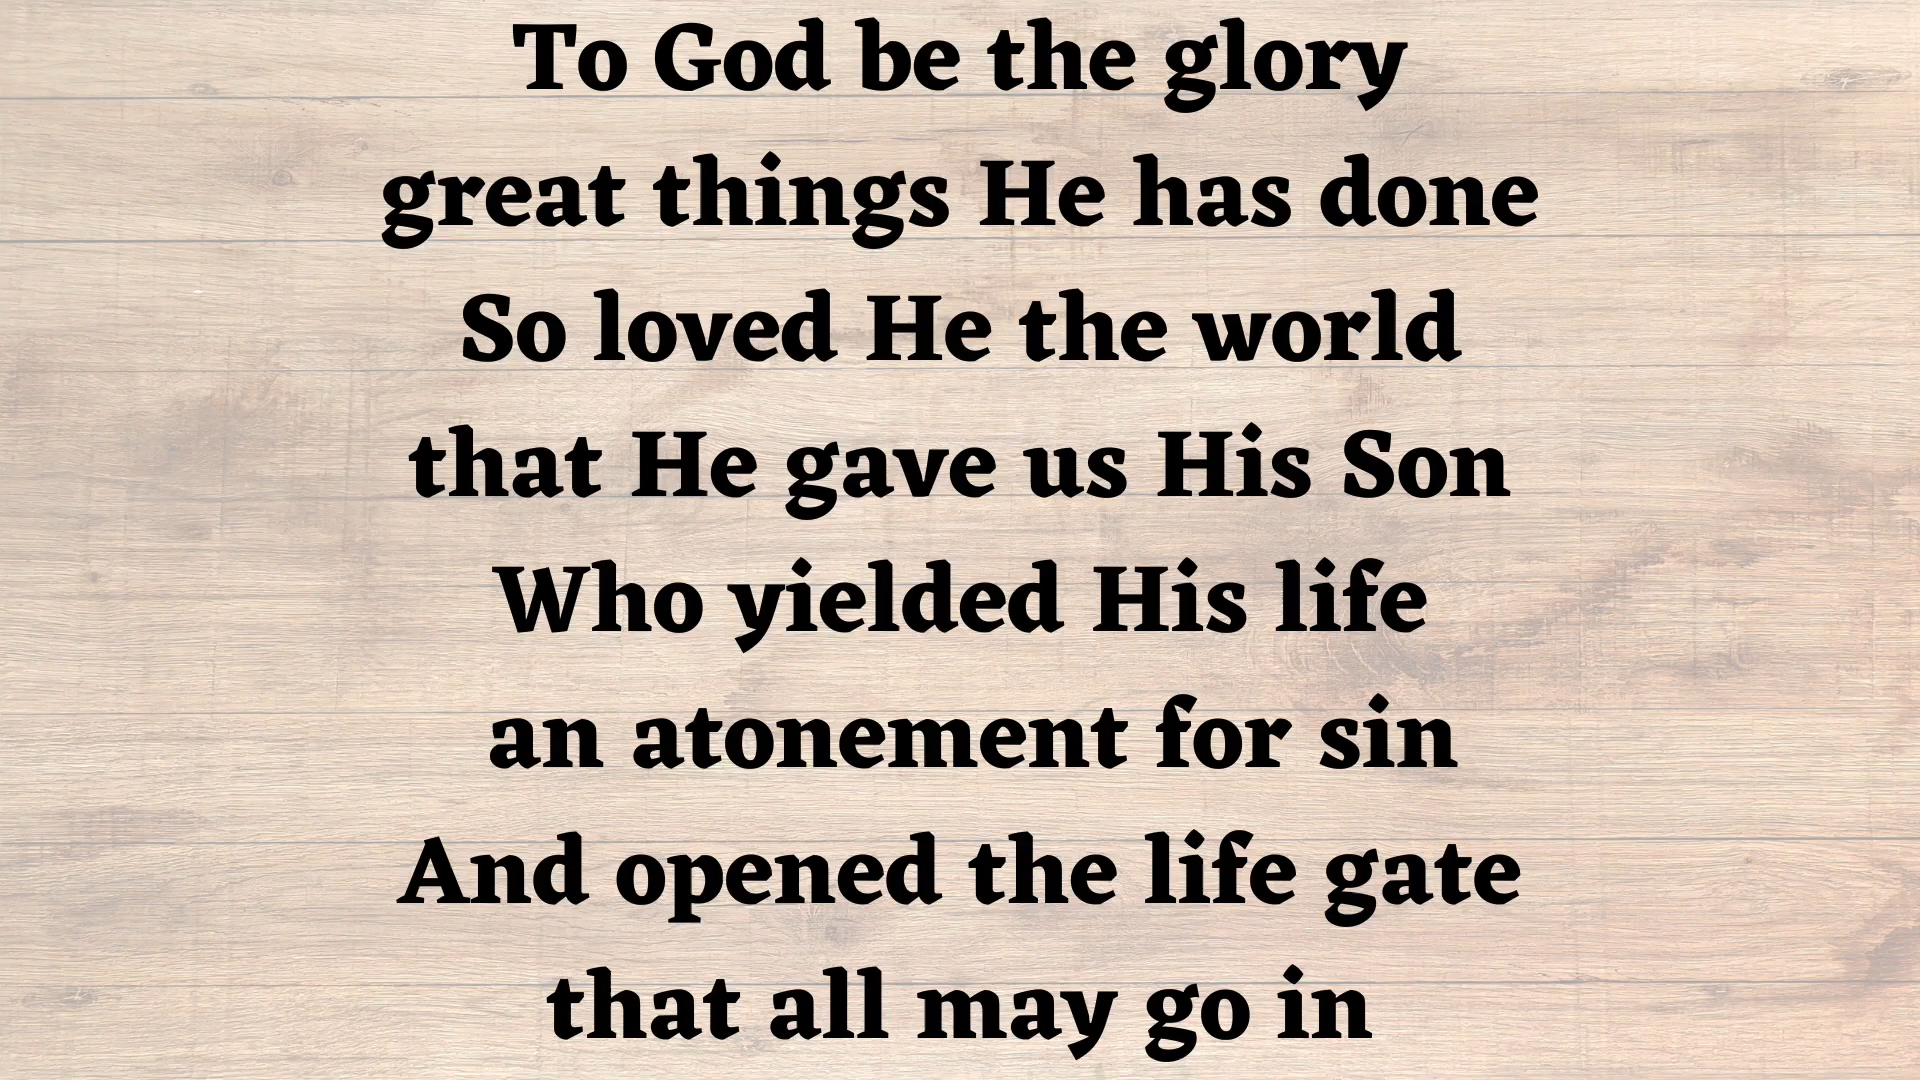 To God be the glory
great things He has done
So loved He the world
that He gave us His Son
Who yielded His life
an atonement for sin
And opened the life gate
that all may go in